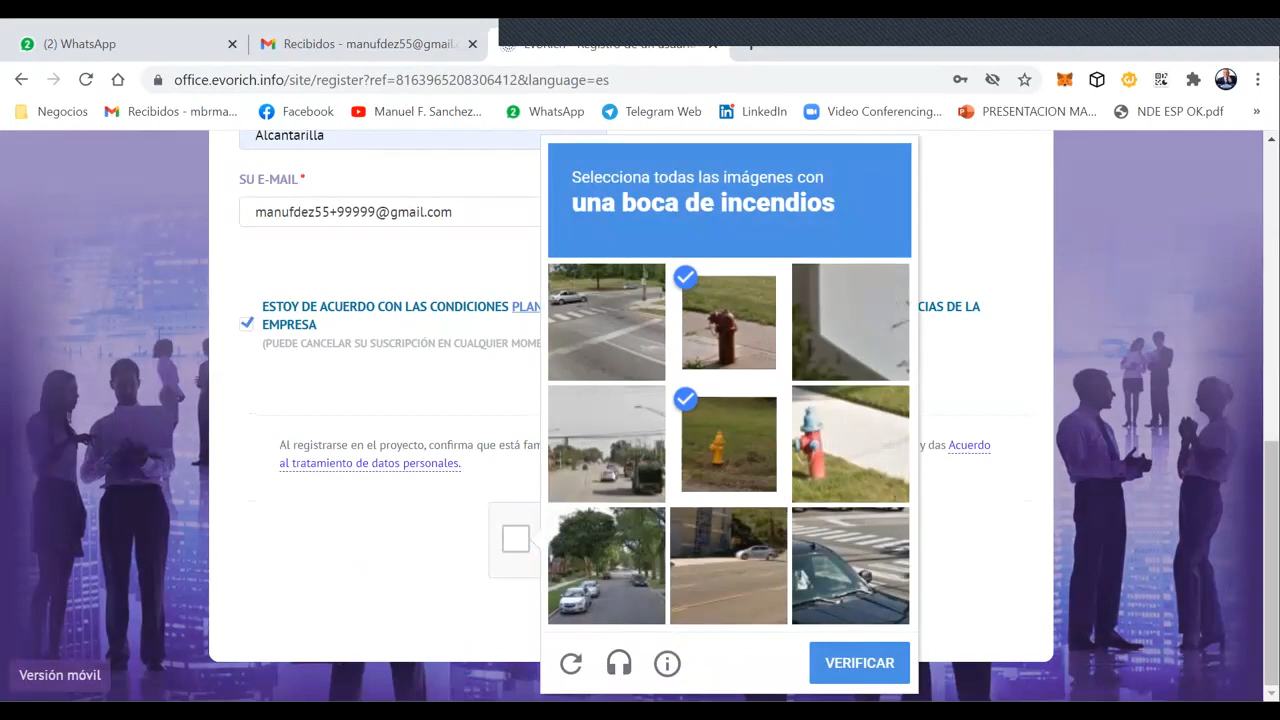 2 (2) WhatsApp
Recibidos - manufdez55@gmail.
office.evorich.info/site/register?ref=8163965208306412&language=es
Negocios
Recibidos - mbrma...
Facebook
Manuel F. Sanchez...
2 WhatsApp
Telegram Web
LinkedIn
Video Conferencing...
PRESENTACION MA...
NDE ESP OK.pdf
»
Alcantarilla
SU E-MAIL *
manufdez55+99999@gmail.com
ESTOY DE ACUERDO CON LAS CONDICIONES PLAN
CIAS DE LA
EMPRESA
(PUEDE CANCELAR SU SUSCRIPCIÓN EN CUALQUIER MOME
Al registrarse en el proyecto, confirma que está fam
y das Acuerdo
al tratamiento de datos personales.
Selecciona todas las imágenes con
una boca de incendios
VERIFICAR
Versión móvil